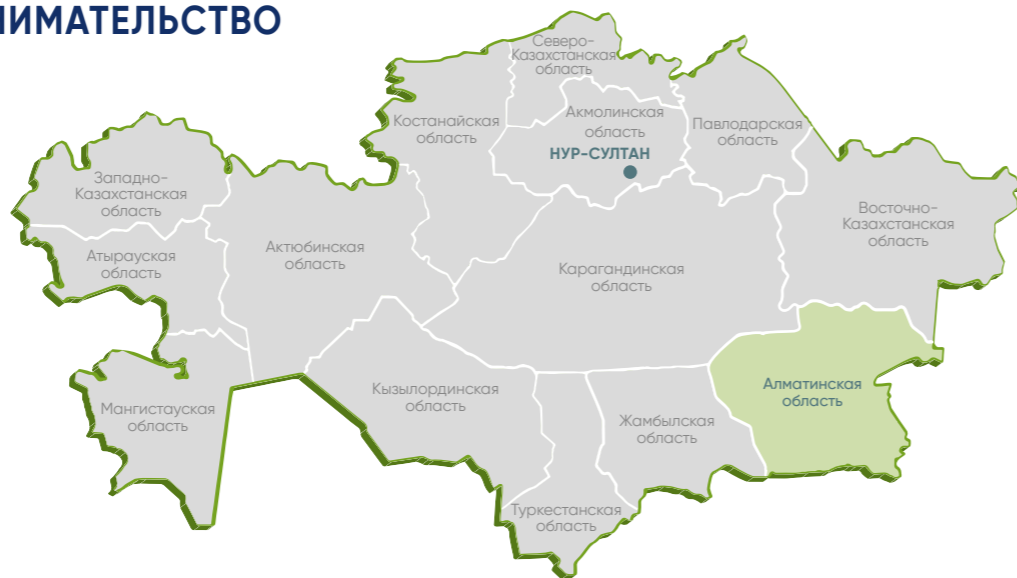 НИМАТЕЛЬСТВО
Северо-
Казахстанская
область
Костанайская
область
Акмолинская
область
НУР-СУЛТАН
Павлодарская
область
Западно-
Казахстанская
область
Восточно-
Казахстанская
область
Атырауская
область
Актюбинская
область
Карагандинская
область
Мангистауская
область
Кызылординская
область
Жамбылская
область
Алматинская
область
Туркестанская
область